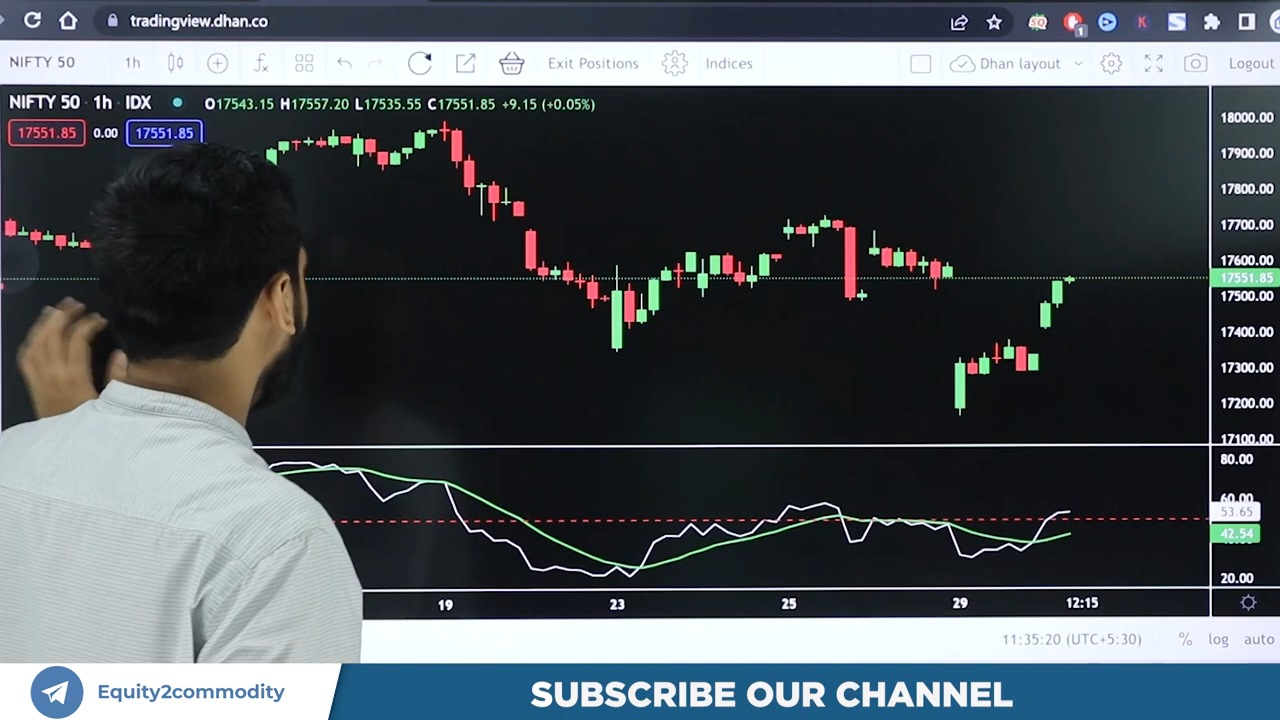 tradingview.dhan.co
SQ 1 K S
NIFTY 50 1h fx Exit Positions Indices Dhan layout Logout
NIFTY 50 · 1h · IDX O17543.15 H17557.20 L17535.55 C17551.85 +9.15 (+0.05%)
17551.85 0.00 17551.85
18000.00
17900.00
17800.00
17700.00
17600.00
17551.85
17500.00
17400.00
17300.00
17200.00
17100.00
80.00
60.00
53.65
42.54
20.00
19 23 25 29 12:15
11:35:20 (UTC+5:30) % log auto
Equity2commodity
SUBSCRIBE OUR CHANNEL